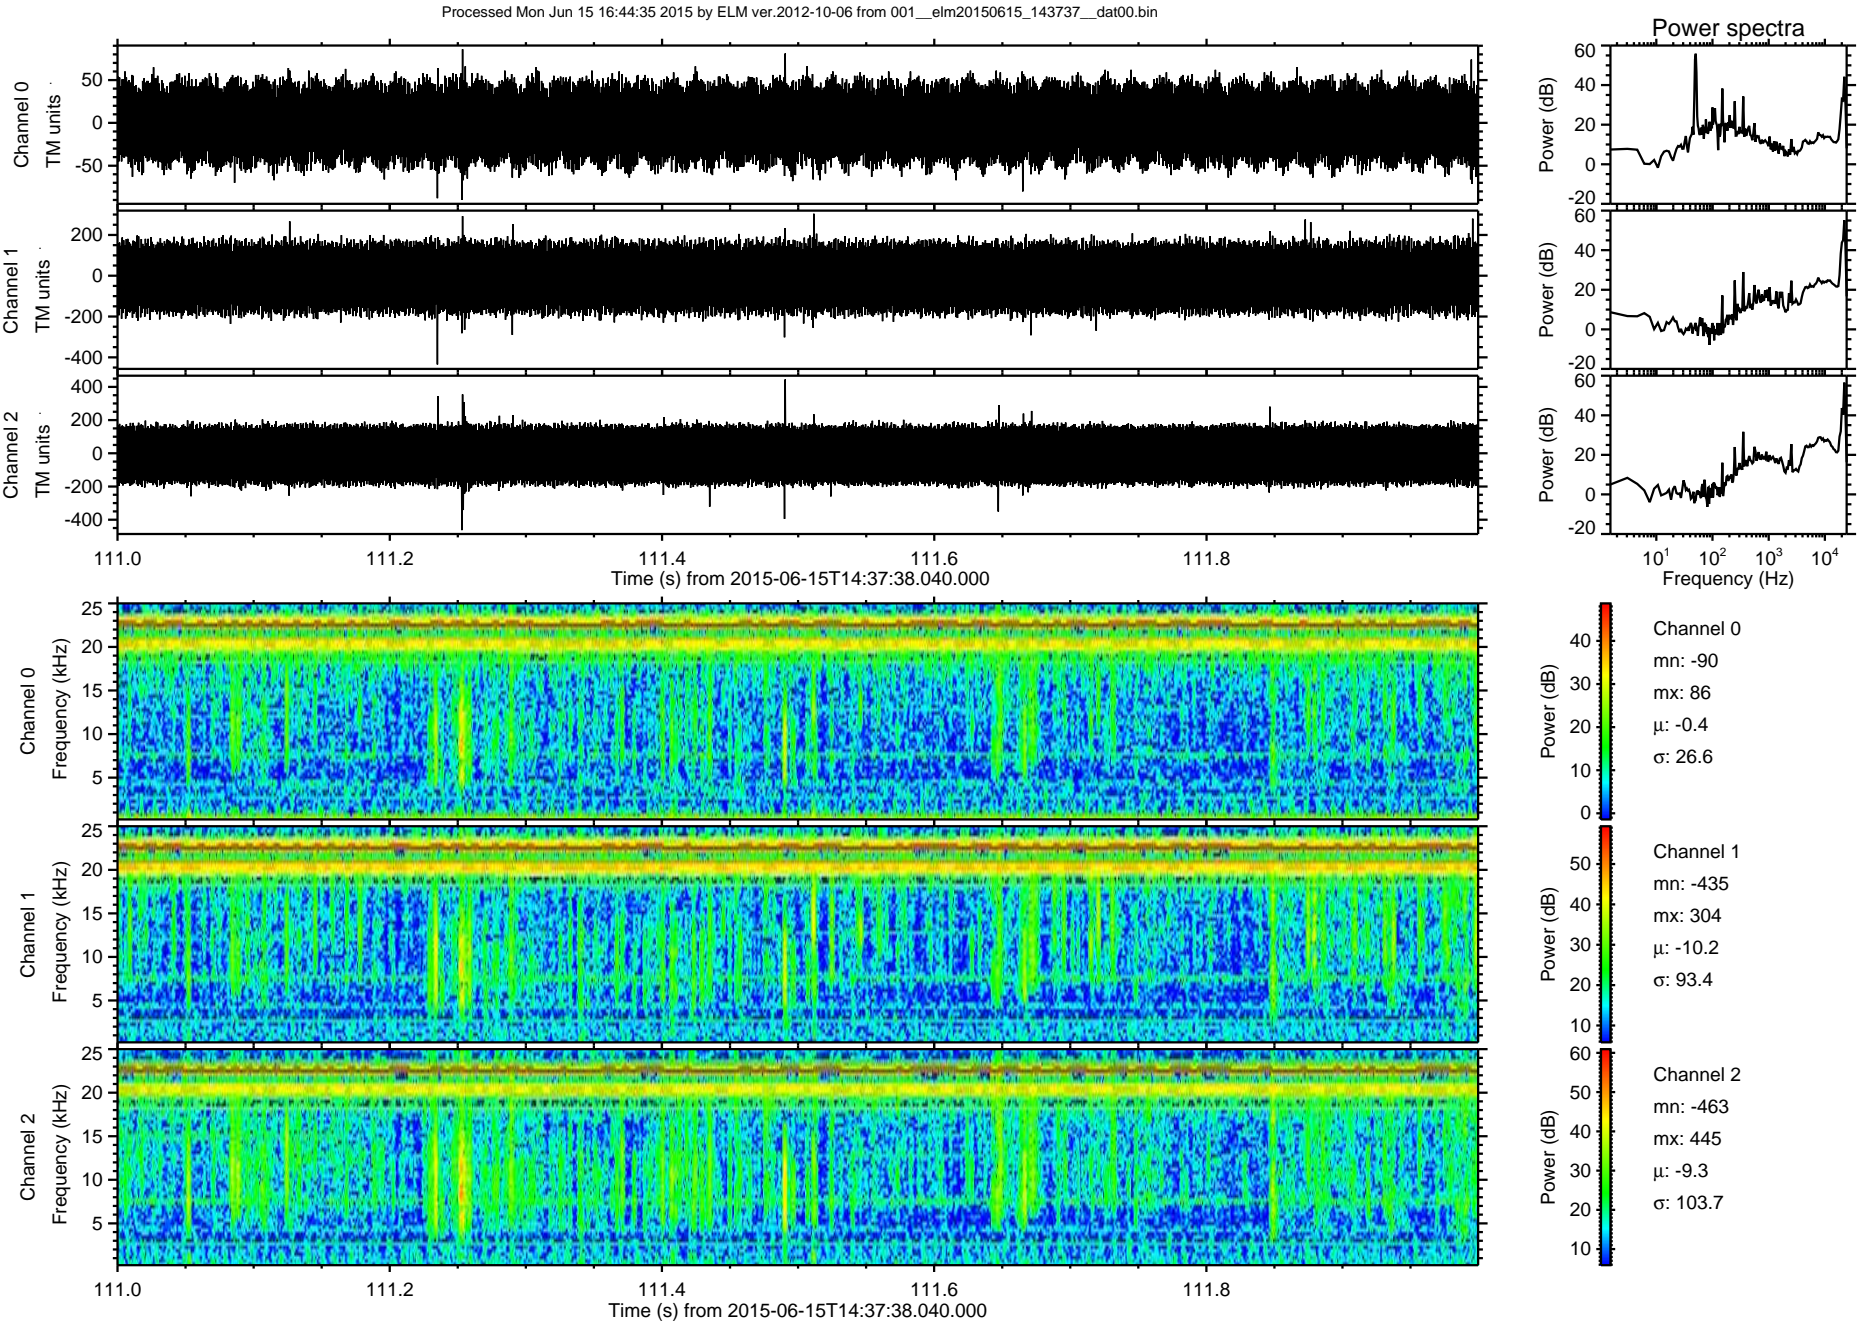 Processed Mon Jun 15 16:44:35 2015 by ELM ver.2012-10-06 from 001__elm20150615_143737__dat00.bin
Power spectra
Channel 0
TM units
50
0
-50
Power (dB)
60
40
20
0
-20
Channel 1
TM units
200
0
-200
-400
Power (dB)
60
40
20
0
-20
Channel 2
TM units
400
200
0
-200
-400
Power (dB)
60
40
20
0
-20
111.0 111.2 111.4 111.6 111.8
Time (s) from 2015-06-15T14:37:38.040.000
10¹ 10² 10³ 10⁴
Frequency (Hz)
Channel 0
Frequency (kHz)
25
20
15
10
5
Power (dB)
40
30
20
10
0
Channel 0
mn: -90
mx: 86
μ: -0.4
σ: 26.6
Channel 1
Frequency (kHz)
25
20
15
10
5
Power (dB)
50
40
30
20
10
Channel 1
mn: -435
mx: 304
μ: -10.2
σ: 93.4
Channel 2
Frequency (kHz)
25
20
15
10
5
Power (dB)
60
50
40
30
20
10
Channel 2
mn: -463
mx: 445
μ: -9.3
σ: 103.7
111.0 111.2 111.4 111.6 111.8
Time (s) from 2015-06-15T14:37:38.040.000